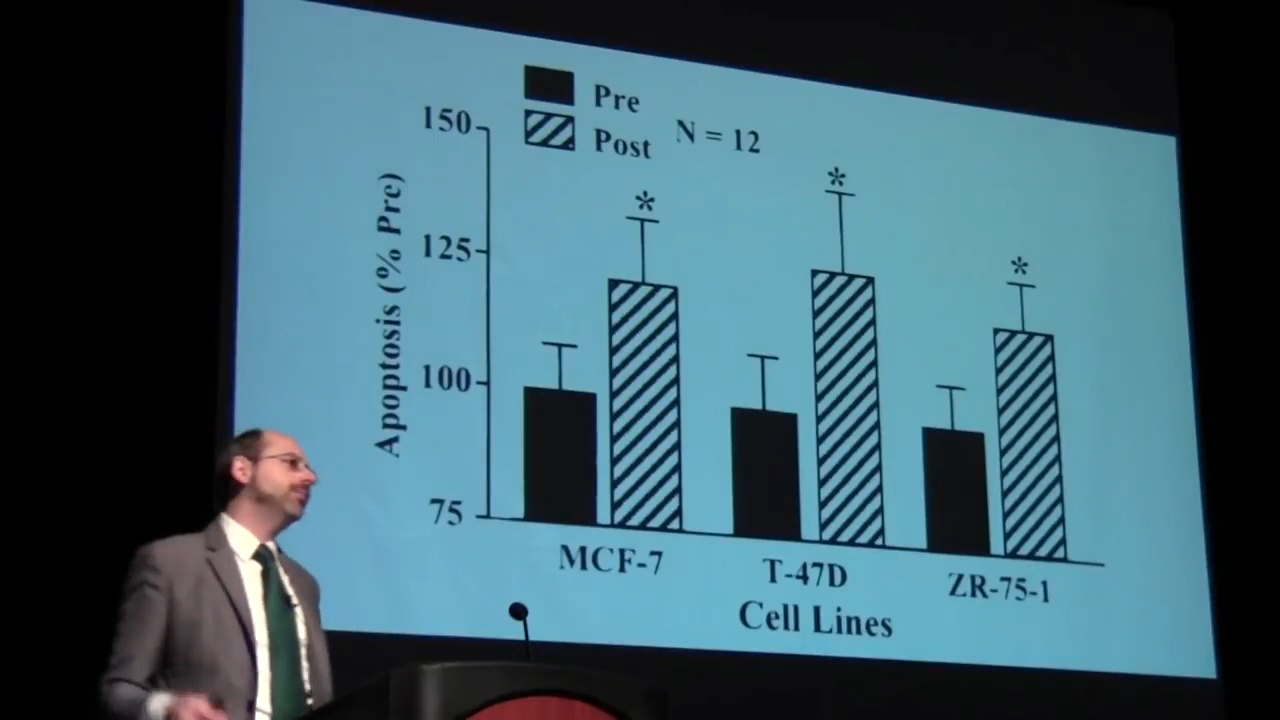 Pre
Post
N = 12
Apoptosis (% Pre)
150
125
100
75
*
*
*
MCF-7
T-47D
ZR-75-1
Cell Lines